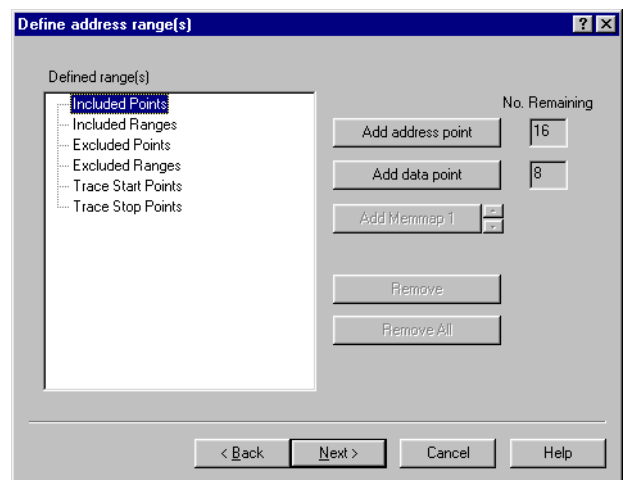 Define address range(s)
Defined range(s)
Included Points
Included Ranges
Excluded Points
Excluded Ranges
Trace Start Points
Trace Stop Points
No. Remaining
Add address point
16
Add data point
8
Add Memmap 1
Remove
Remove All
< Back
Next >
Cancel
Help